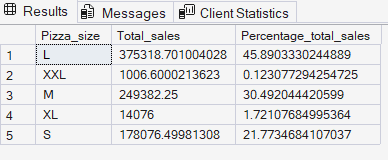 Results Messages Client Statistics
Pizza_size Total_sales Percentage_total_sales
1 L 375318.701004028 45.8903330244889
2 XXL 1006.6000213623 0.123077294254725
3 M 249382.25 30.492044420599
4 XL 14076 1.72107684995364
5 S 178076.49981308 21.7734684107037